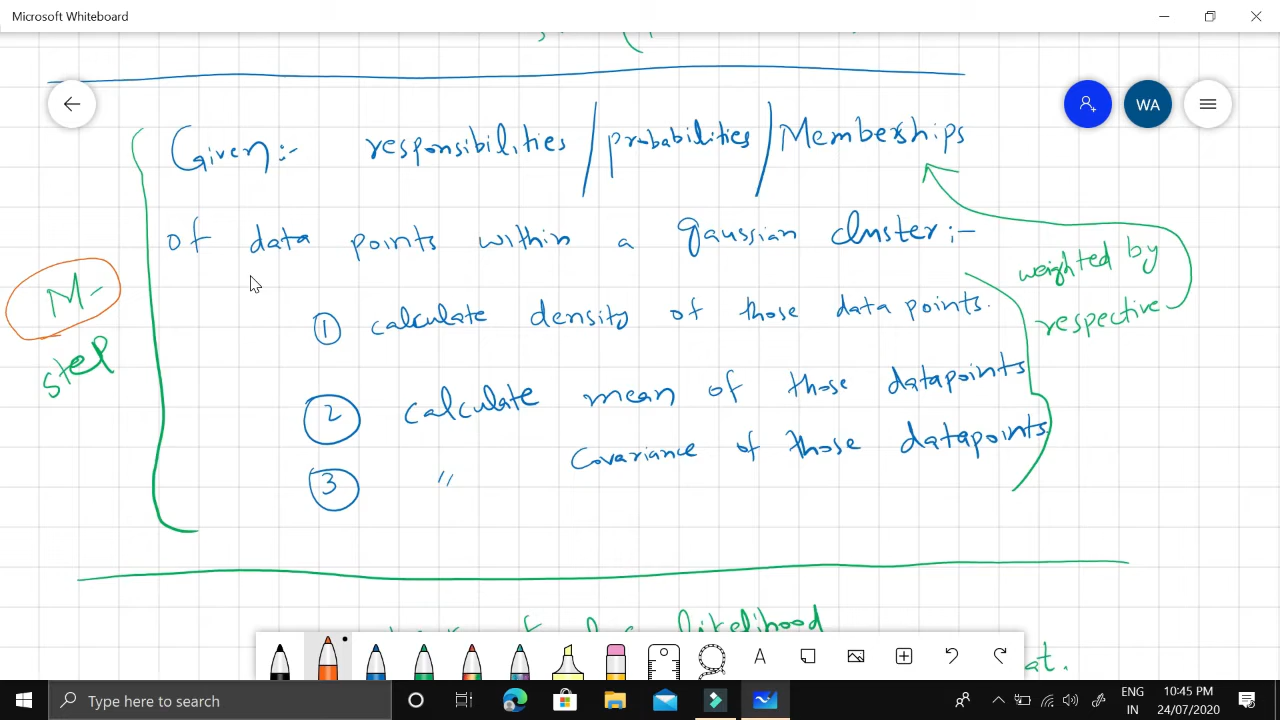 Microsoft Whiteboard
WA
Given:- responsibilities / probabilities / Memberships
of data points within a gaussian cluster:-
weighted by
respective
M-
step
① calculate density of those data points.
② calculate mean of those datapoints
③ " Covariance of those datapoints
likelihood
at.
A
Type here to search
ENG
IN
10:45 PM
24/07/2020